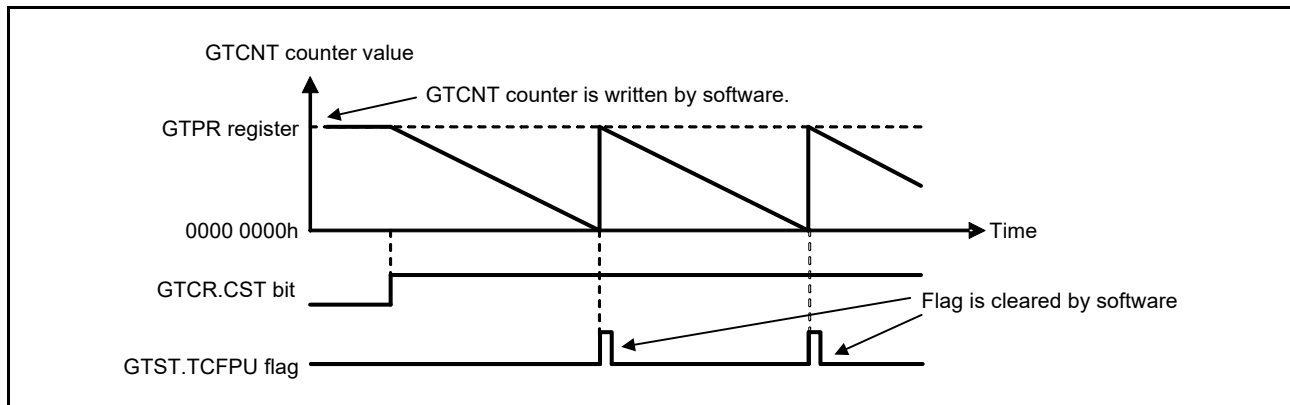 GTCNT counter value
GTCNT counter is written by software.
GTPR register
0000 0000h
Time
GTCR.CST bit
Flag is cleared by software
GTST.TCFPU flag